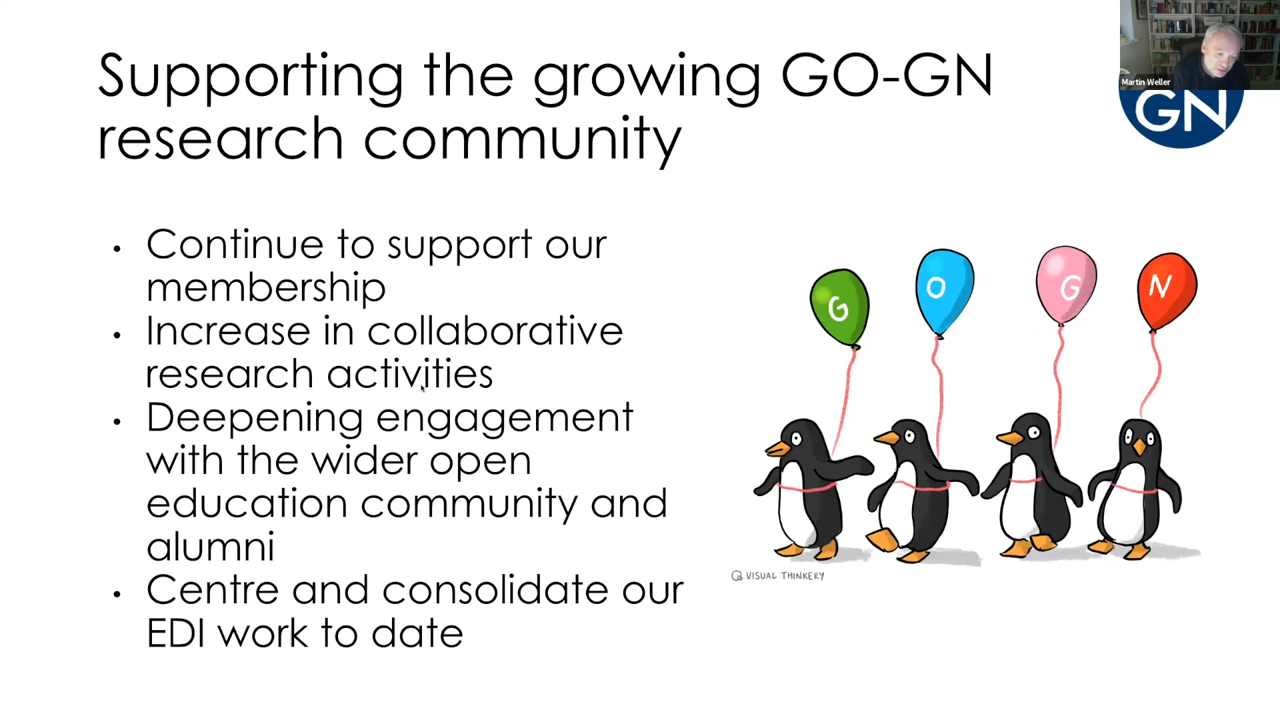 Supporting the growing GO-GN
research community
Martin Weller
GN
• Continue to support our
membership
• Increase in collaborative
research activities
• Deepening engagement
with the wider open
education community and
alumni
• Centre and consolidate our
EDI work to date
G O G N
VISUAL THINKERY